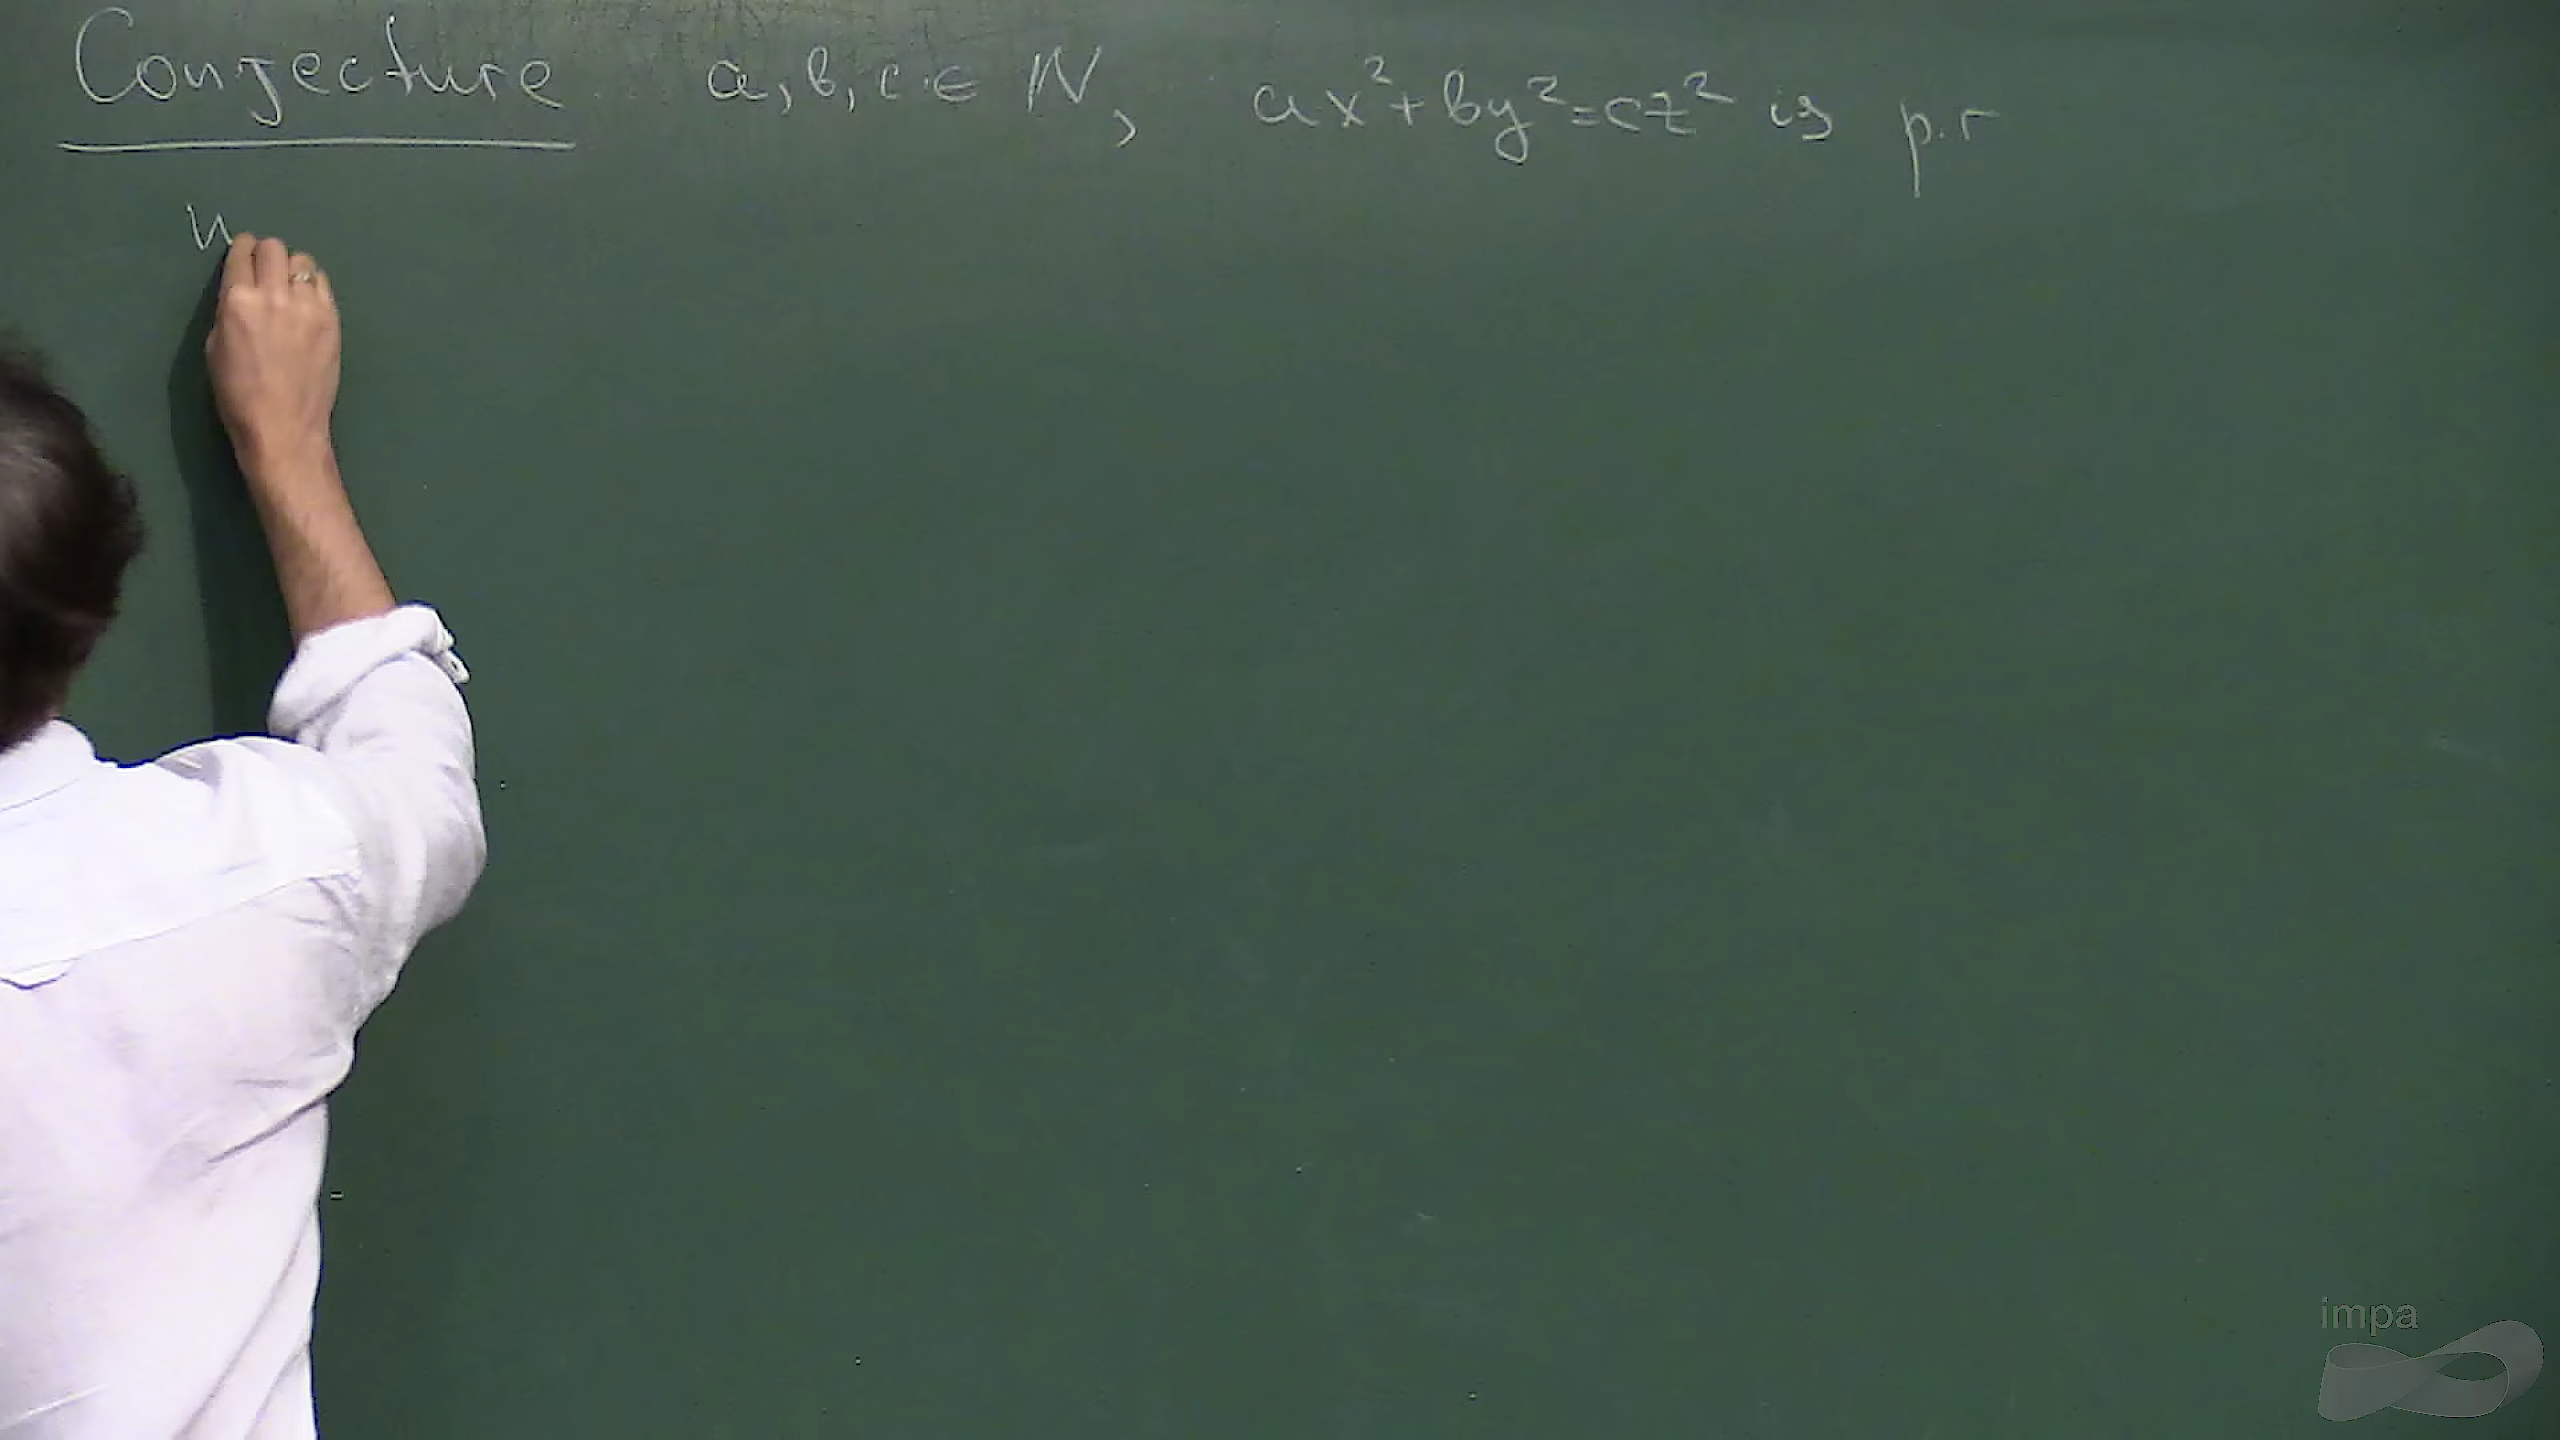 Conjecture a, b, c ∈ ℕ, ax² + by² = cz² is p.r
impa